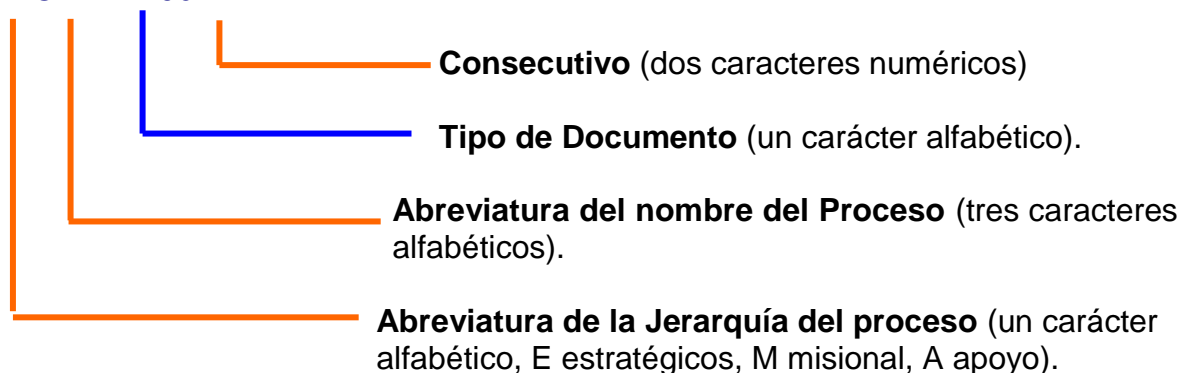 Consecutivo (dos caracteres numéricos)
Tipo de Documento (un carácter alfabético).
Abreviatura del nombre del Proceso (tres caracteres
alfabéticos).
Abreviatura de la Jerarquía del proceso (un carácter
alfabético, E estratégicos, M misional, A apoyo).